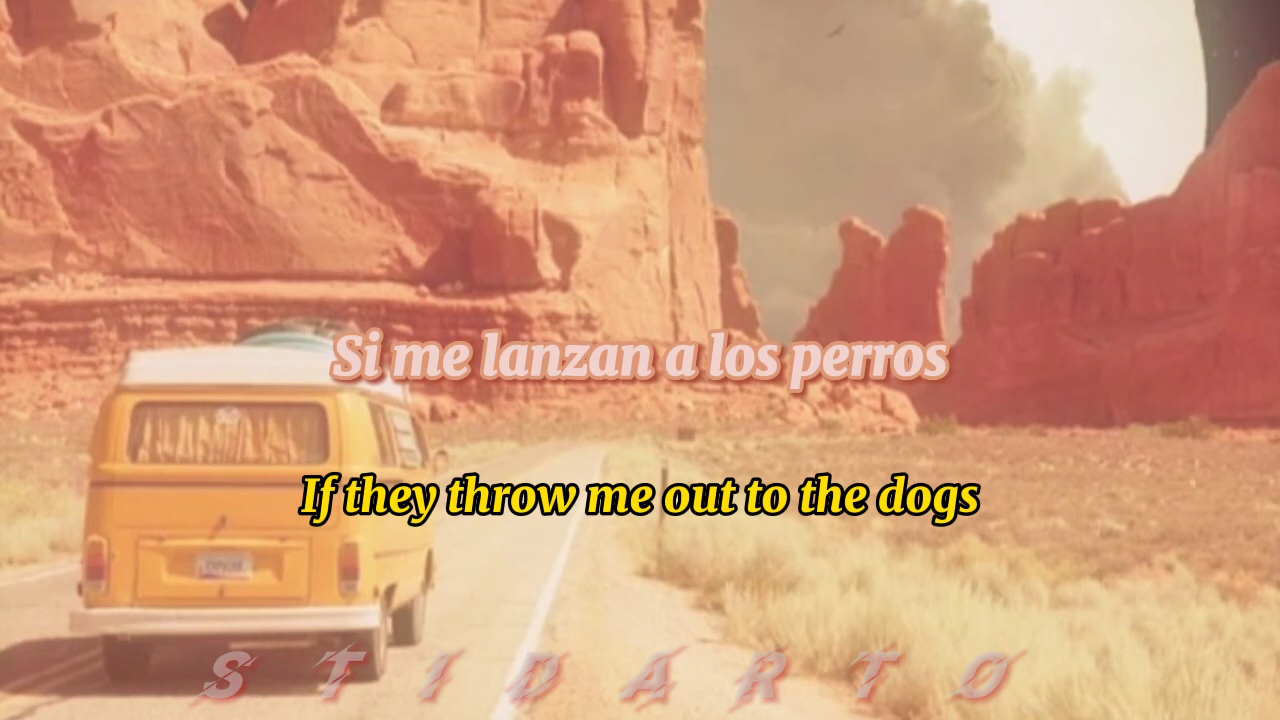 Si me lanzan a los perros
If they throw me out to the dogs
STIDARTO